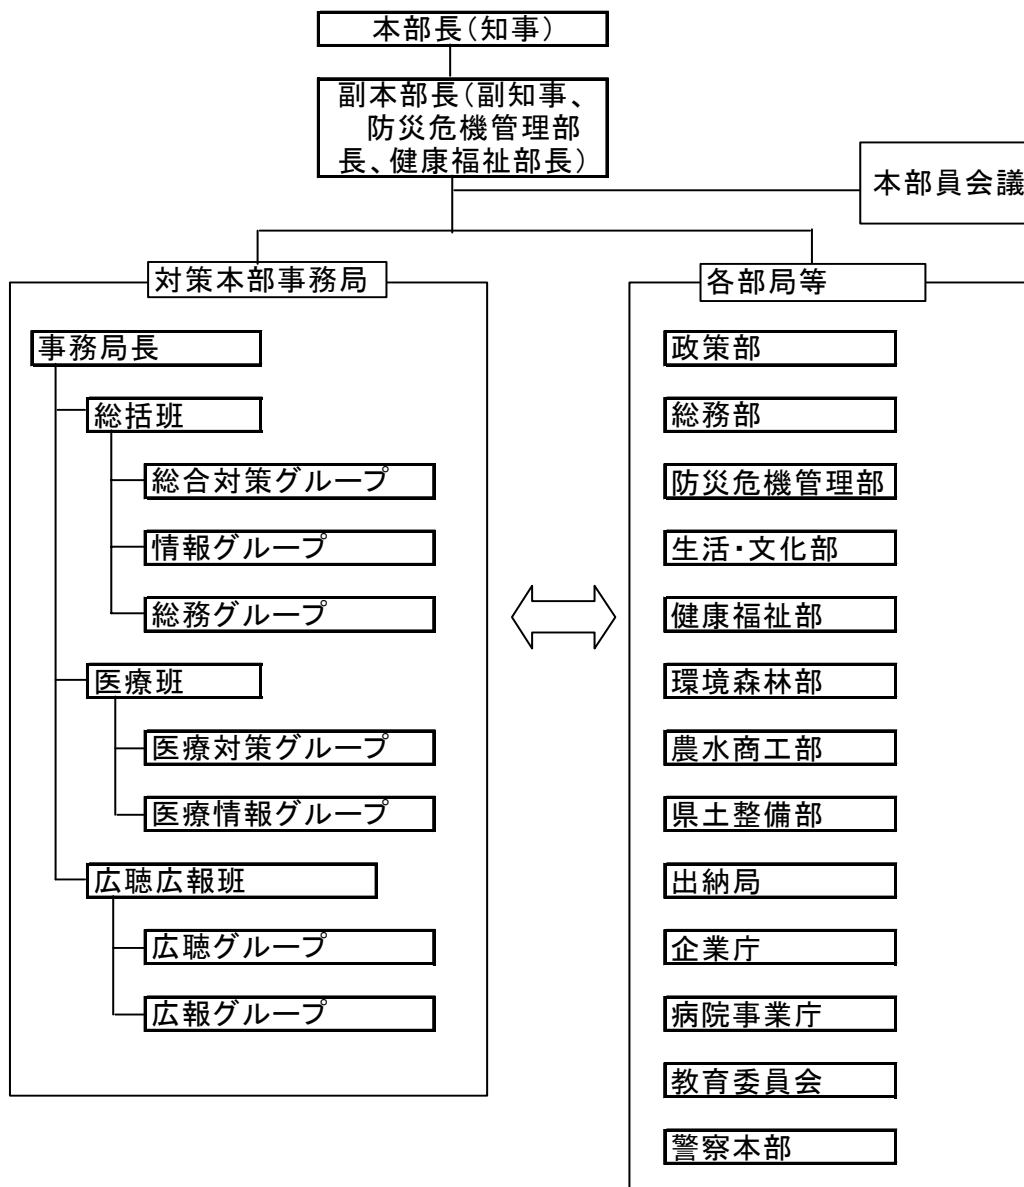 本部長(知事)
副本部長(副知事、
防災危機管理部
長、健康福祉部長)
本部員会議
対策本部事務局
事務局長
総括班
総合対策グループ
情報グループ
総務グループ
医療班
医療対策グループ
医療情報グループ
広聴広報班
広聴グループ
広報グループ
各部局等
政策部
総務部
防災危機管理部
生活・文化部
健康福祉部
環境森林部
農水商工部
県土整備部
出納局
企業庁
病院事業庁
教育委員会
警察本部